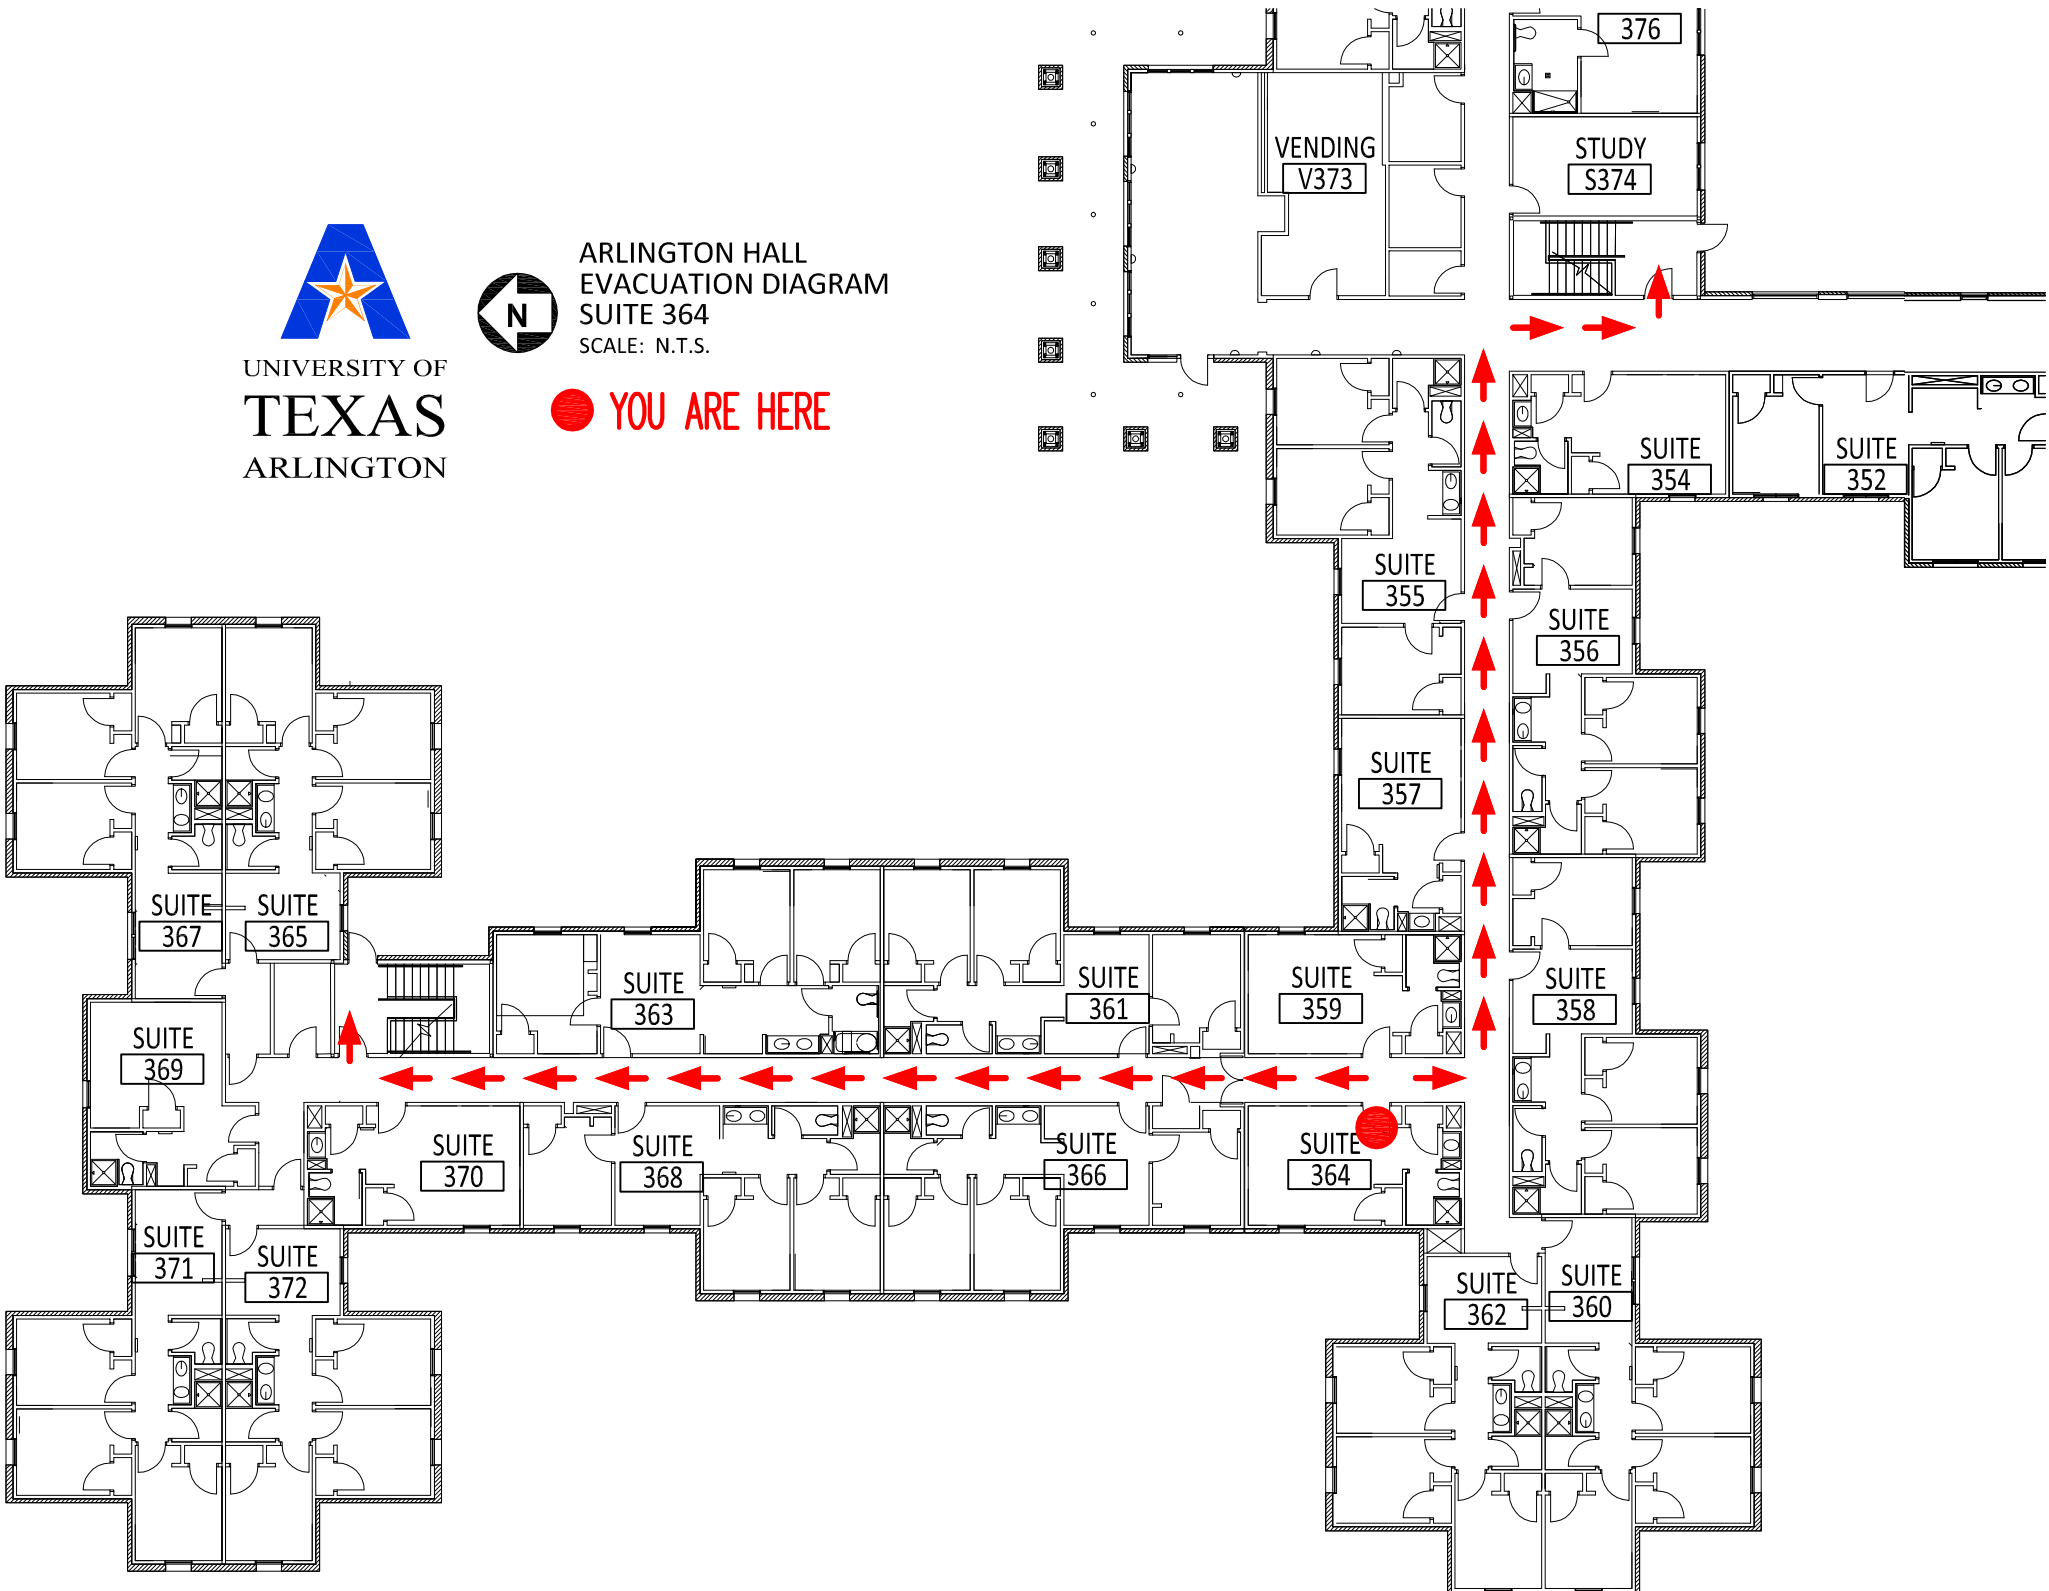 376
VENDING
V373
STUDY
S374
UNIVERSITY OF
TEXAS
ARLINGTON
N
ARLINGTON HALL
EVACUATION DIAGRAM
SUITE 364
SCALE: N.T.S.
YOU ARE HERE
SUITE
354
SUITE
352
SUITE
355
SUITE
356
SUITE
357
SUITE
367
SUITE
365
SUITE
363
SUITE
361
SUITE
359
SUITE
358
SUITE
369
SUITE
370
SUITE
368
SUITE
366
SUITE
364
SUITE
371
SUITE
372
SUITE
362
SUITE
360